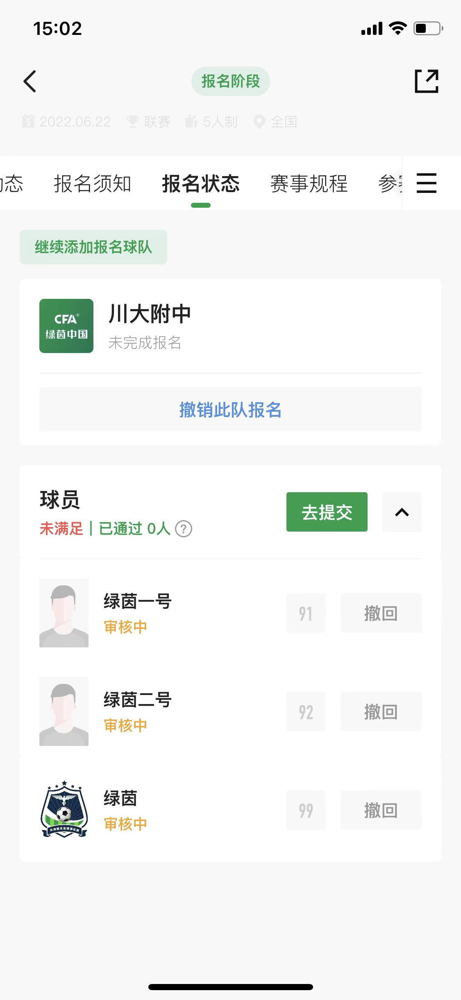 15:02
报名阶段
5 2022.06.22 联赛 5人制 全国
动态 报名须知 报名状态 赛事规程 参赛
继续添加报名球队
CFA
绿茵中国
川大附中
未完成报名
撤销此队报名
球员
去提交
未满足 | 已通过 0人 ?
绿茵一号
审核中
91 撤回
绿茵二号
审核中
92 撤回
绿茵
审核中
99 撤回